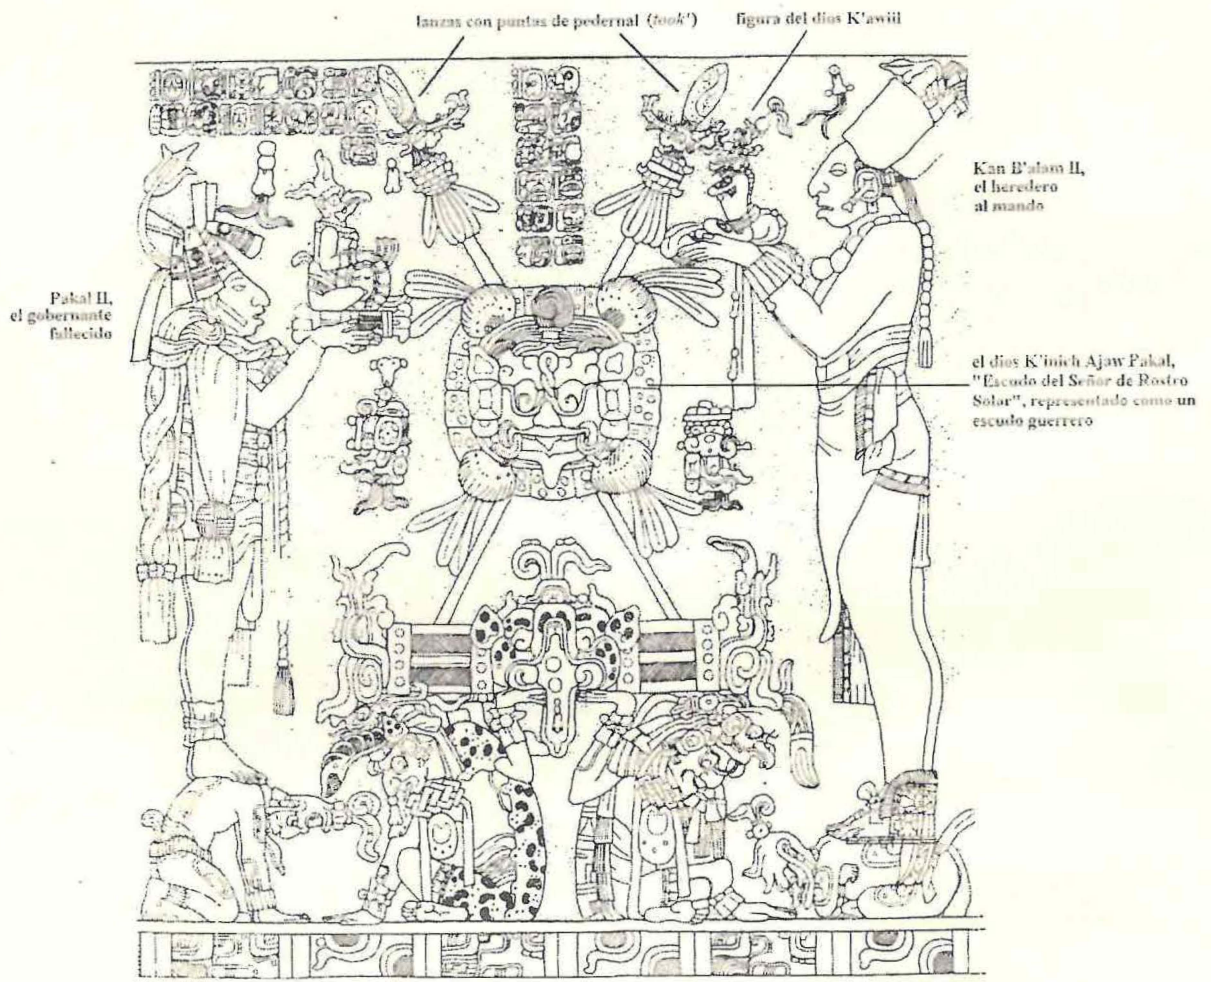 lanzas con puntas de pedernal (took')
figura del dios K'awiil
Kan B'alam II,
el heredero
al mando
Pakal II,
el gobernante
fallecido
el dios K'inich Ajaw Pakal,
"Escudo del Señor de Rostro
Solar", representado como un
escudo guerrero